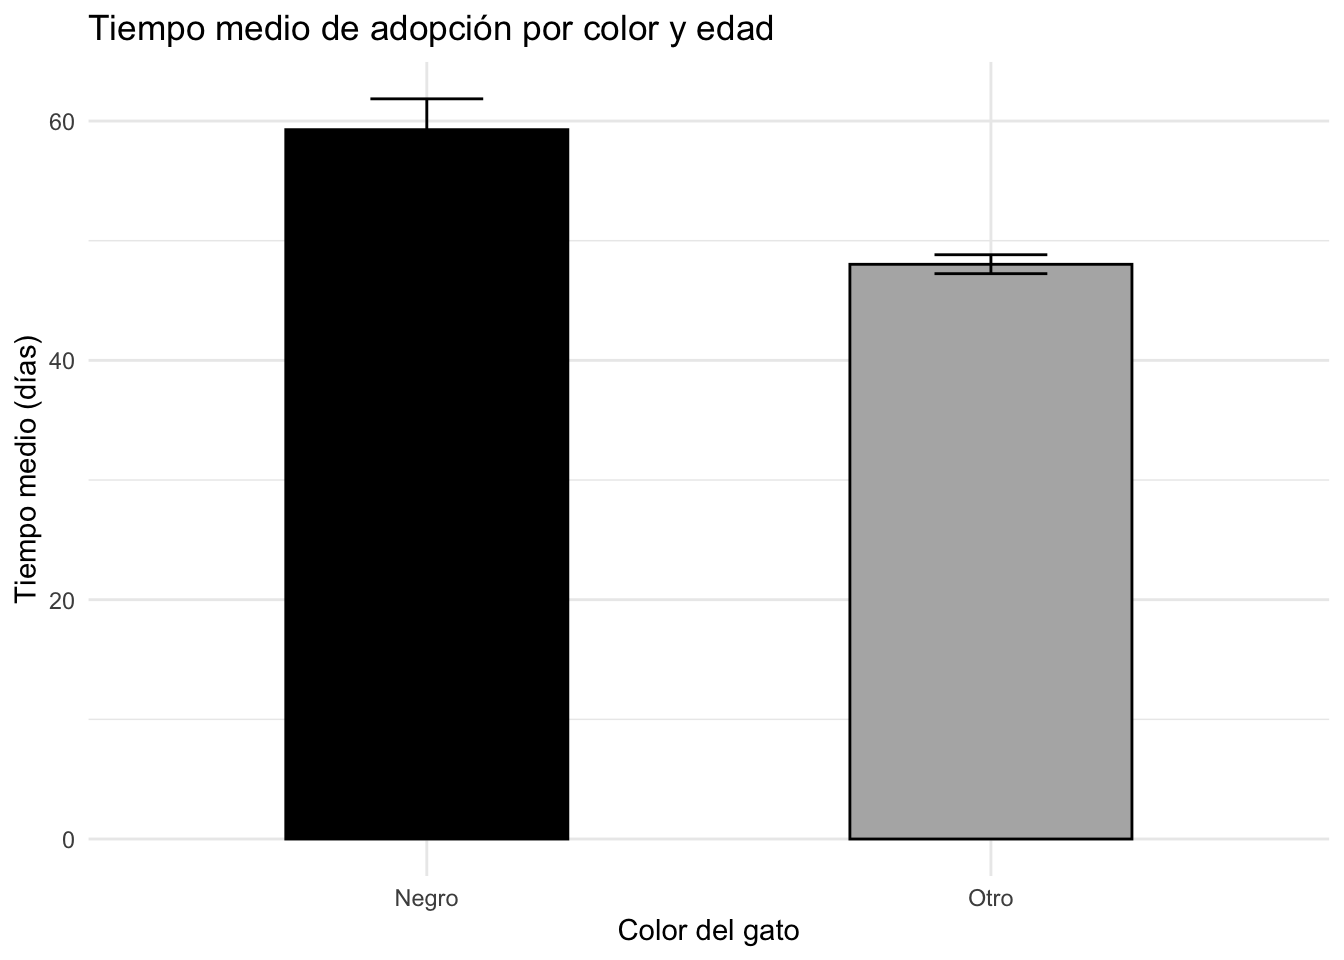 Tiempo medio de adopción por color y edad
60
40
20
0
Tiempo medio (días)
Negro
Otro
Color del gato